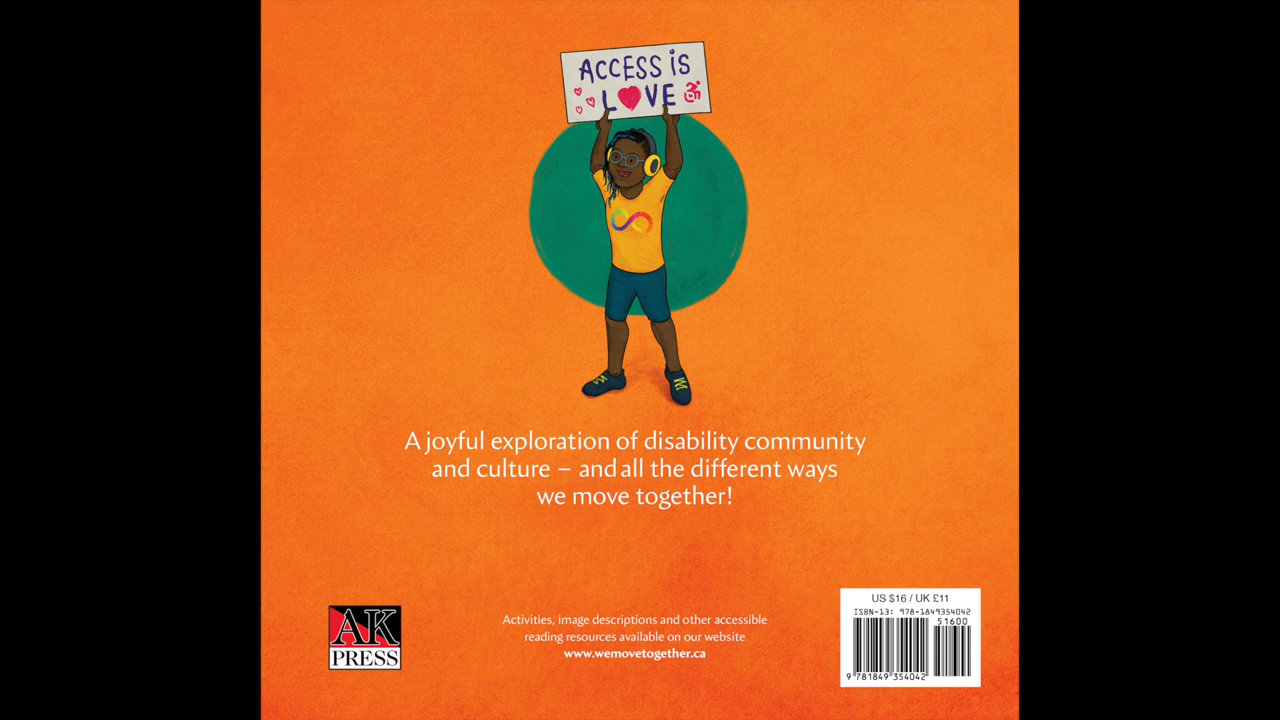 ACCESS IS
LOVE
A joyful exploration of disability community
and culture – and all the different ways
we move together!
AK
PRESS
Activities, image descriptions and other accessible
reading resources available on our website
www.wemovetogether.ca
US $16 / UK £11
ISBN-13: 978-1849354042
51600
9 781849 354042